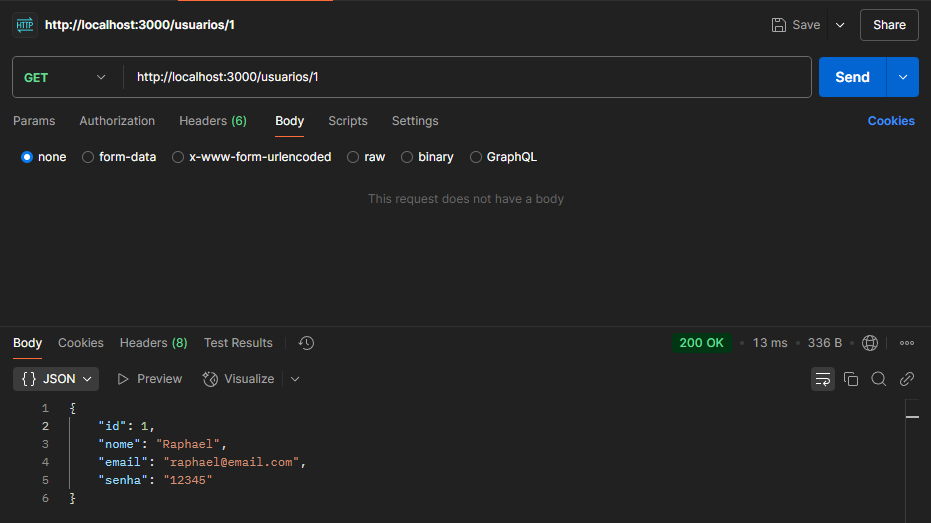 HTTP http://localhost:3000/usuarios/1 Save Share
GET http://localhost:3000/usuarios/1 Send
Params Authorization Headers (6) Body Scripts Settings Cookies
none form-data x-www-form-urlencoded raw binary GraphQL
This request does not have a body
Body Cookies Headers (8) Test Results 200 OK • 13 ms • 336 B •
{} JSON Preview Visualize
1 {
2 "id": 1,
3 "nome": "Raphael",
4 "email": "raphael@email.com",
5 "senha": "12345"
6 }